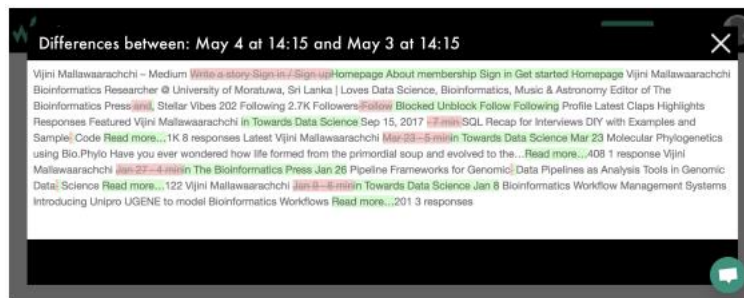 Differences between: May 4 at 14:15 and May 3 at 14:15
Vijini Mallawaarachchi – Medium Write a story Sign in / Sign upHomepage About membership Sign in Get started Homepage Vijini Mallawaarachchi
Bioinformatics Researcher @ University of Moratuwa, Sri Lanka | Loves Data Science, Bioinformatics, Music & Astronomy Editor of The
Bioinformatics Press and, Stellar Vibes 202 Following 2.7K Followers Follow Blocked Unblock Follow Following Profile Latest Claps Highlights
Responses Featured Vijini Mallawaarachchi in Towards Data Science Sep 15, 2017 - 7 min SQL Recap for Interviews DIY with Examples and
Sample Code Read more…1K 8 responses Latest Vijini Mallawaarachchi Mar 23 - 5 minin Towards Data Science Mar 23 Molecular Phylogenetics
using Bio.Phylo Have you ever wondered how life formed from the primordial soup and evolved to the…Read more…408 1 response Vijini
Mallawaarachchi Jan 27 - 4 minin The Bioinformatics Press Jan 26 Pipeline Frameworks for Genomic Data Pipelines as Analysis Tools in Genomic
Data Science Read more…122 Vijini Mallawaarachchi Jan 9 - 6 minin Towards Data Science Jan 8 Bioinformatics Workflow Management Systems
Introducing Unipro UGENE to model Bioinformatics Workflows Read more…201 3 responses